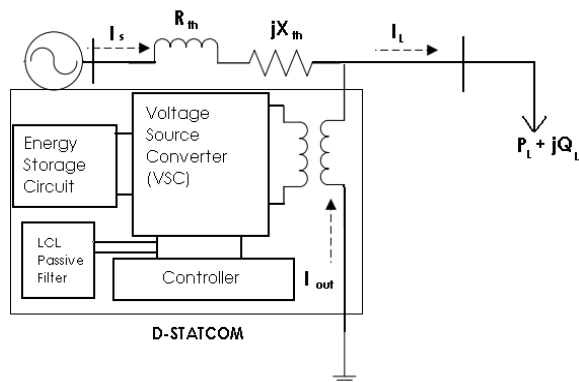 I s
R th
jX th
I L
Voltage
Source
Converter
(VSC)
Energy
Storage
Circuit
P L + jQ L
LCL
Passive
Filter
Controller
I out
D-STATCOM